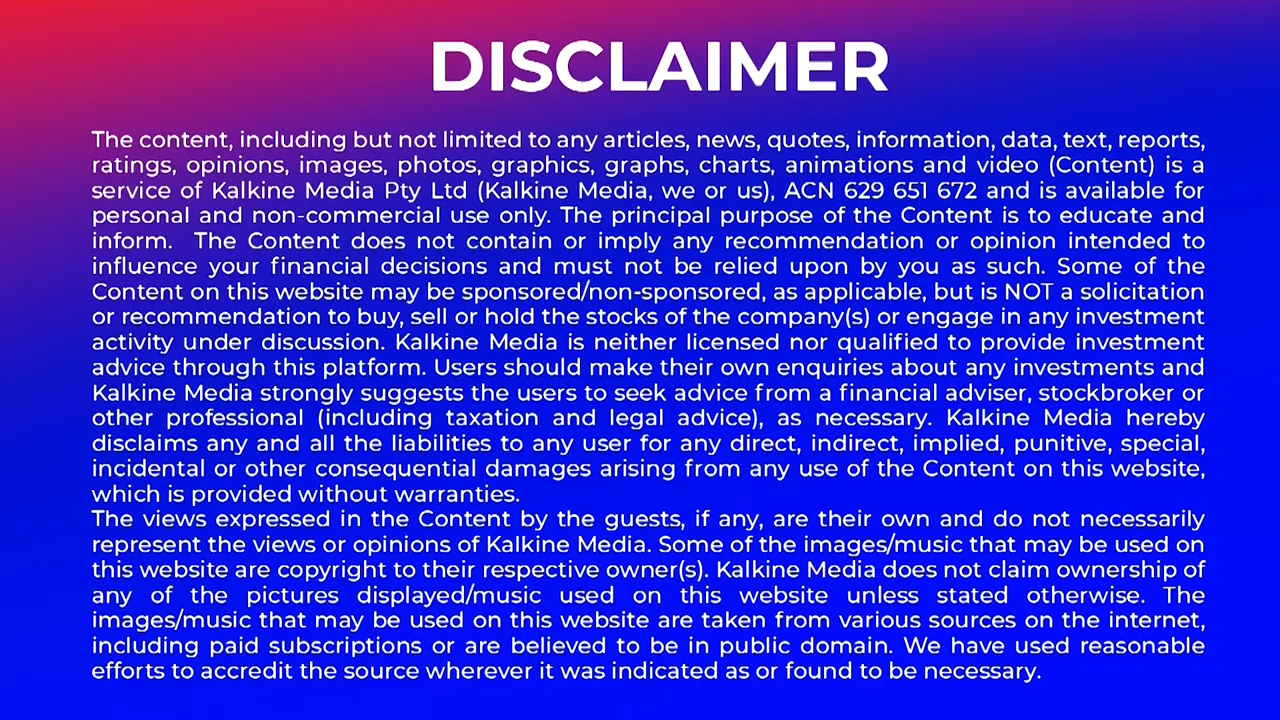 DISCLAIMER
The content, including but not limited to any articles, news, quotes, information, data, text, reports,
ratings, opinions, images, photos, graphics, graphs, charts, animations and video (Content) is a
service of Kalkine Media Pty Ltd (Kalkine Media, we or us), ACN 629 651 672 and is available for
personal and non-commercial use only. The principal purpose of the Content is to educate and
inform.  The Content does not contain or imply any recommendation or opinion intended to
influence your financial decisions and must not be relied upon by you as such. Some of the
Content on this website may be sponsored/non-sponsored, as applicable, but is NOT a solicitation
or recommendation to buy, sell or hold the stocks of the company(s) or engage in any investment
activity under discussion. Kalkine Media is neither licensed nor qualified to provide investment
advice through this platform. Users should make their own enquiries about any investments and
Kalkine Media strongly suggests the users to seek advice from a financial adviser, stockbroker or
other professional (including taxation and legal advice), as necessary. Kalkine Media hereby
disclaims any and all the liabilities to any user for any direct, indirect, implied, punitive, special,
incidental or other consequential damages arising from any use of the Content on this website,
which is provided without warranties.
The views expressed in the Content by the guests, if any, are their own and do not necessarily
represent the views or opinions of Kalkine Media. Some of the images/music that may be used on
this website are copyright to their respective owner(s). Kalkine Media does not claim ownership of
any of the pictures displayed/music used on this website unless stated otherwise. The
images/music that may be used on this website are taken from various sources on the internet,
including paid subscriptions or are believed to be in public domain. We have used reasonable
efforts to accredit the source wherever it was indicated as or found to be necessary.